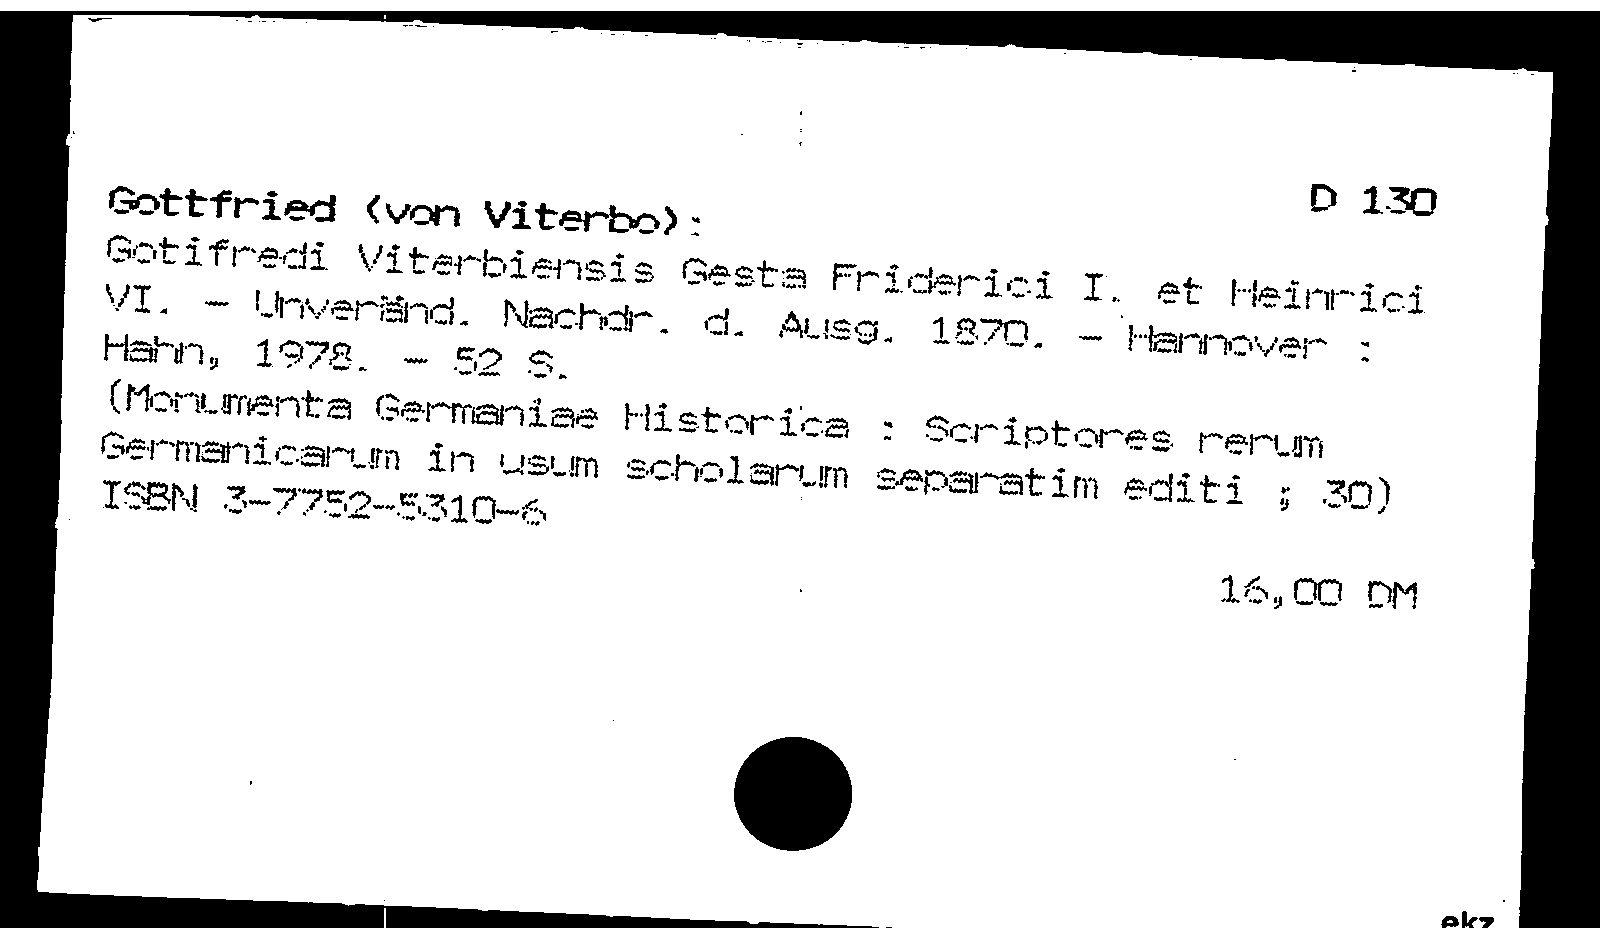 D 130
Gottfried (von Viterbo):
Gotifredi Viterbiensis Gesta Friderici I. et Heinrici
VI. - Unveränd. Nachdr. d. Ausg. 1870. - Hannover :
Hahn, 1978. - 52 S.
(Monumenta Germaniae Historica : Scriptores rerum
Germanicarum in usum scholarum separatim editi ; 30)
ISBN 3-7752-5310-6
16,00 DM
ekz